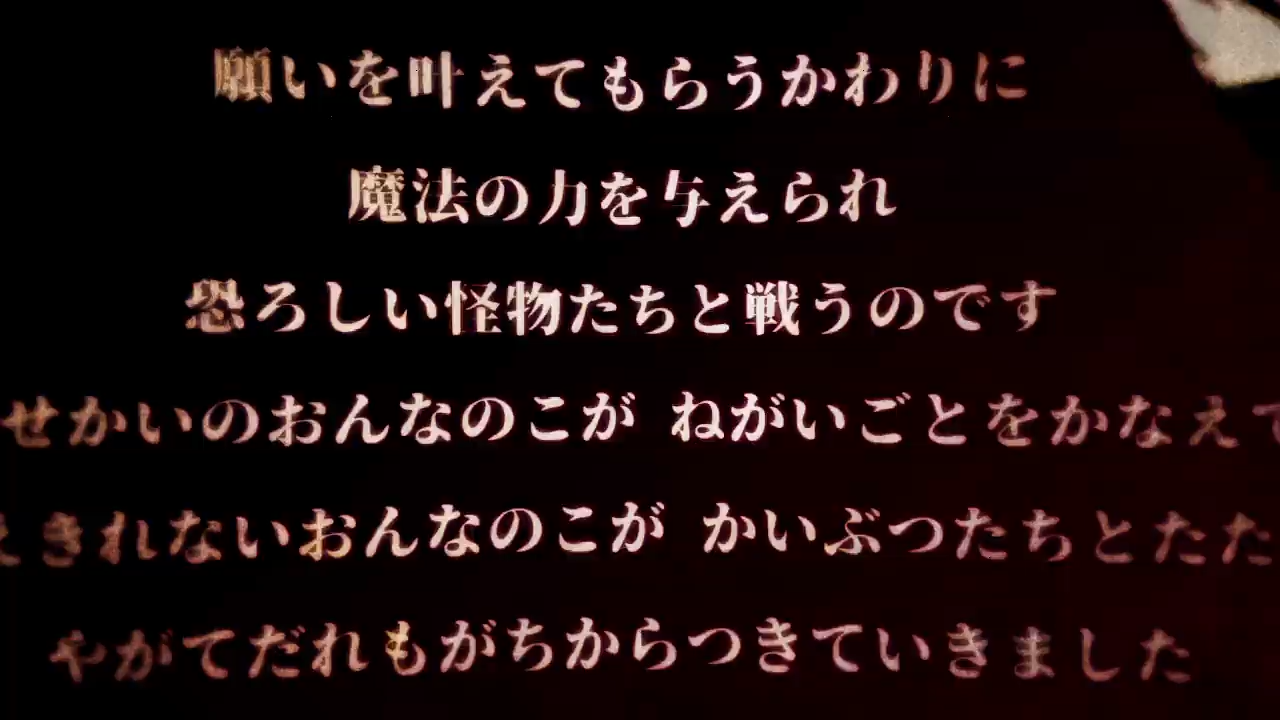 願いを叶えてもらうかわりに
魔法の力を与えられ
恐ろしい怪物たちと戦うのです
せかいのおんなのこが ねがいごとをかなえて
えきれないおんなのこが かいぶつたちとたた
やがてだれもがちからつきていきました